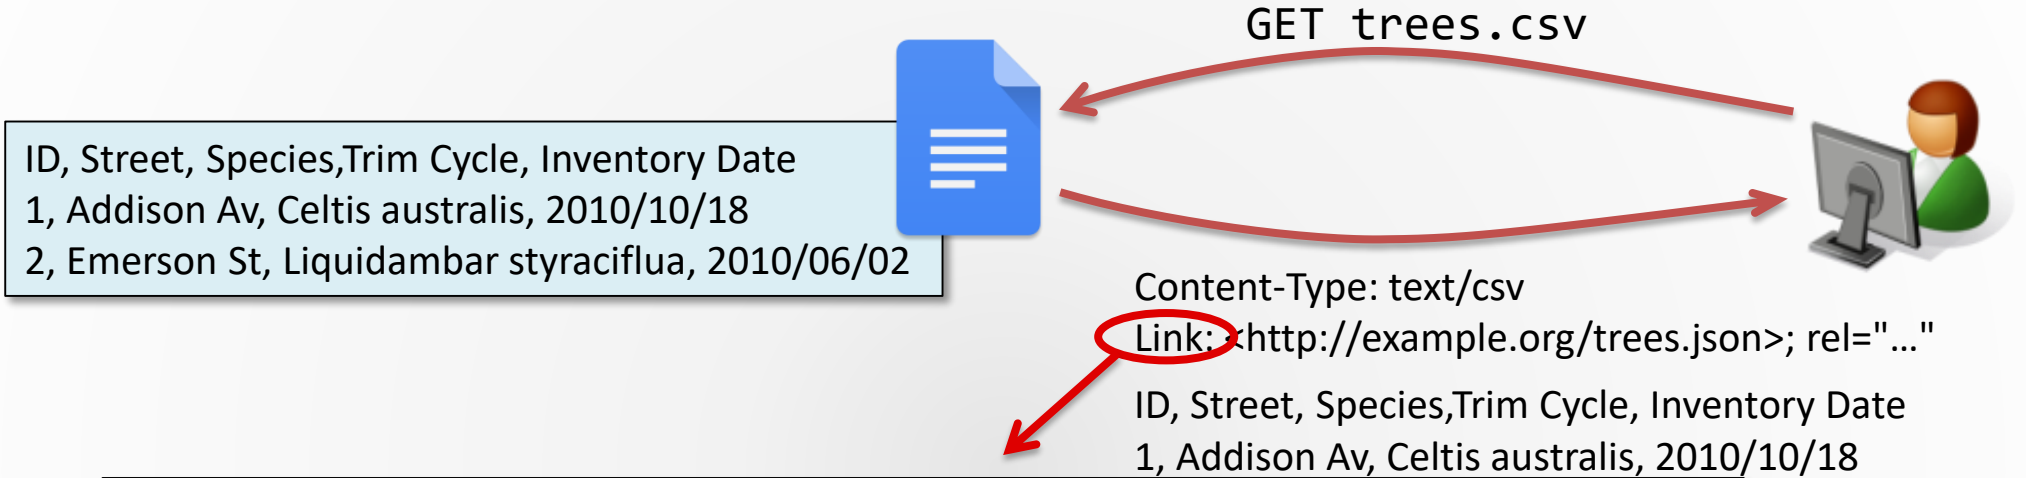 GET trees.csv
ID, Street, Species,Trim Cycle, Inventory Date
1, Addison Av, Celtis australis, 2010/10/18
2, Emerson St, Liquidambar styraciflua, 2010/06/02
Content-Type: text/csv
Link: <http://example.org/trees.json>; rel="…"
ID, Street, Species,Trim Cycle, Inventory Date
1, Addison Av, Celtis australis, 2010/10/18